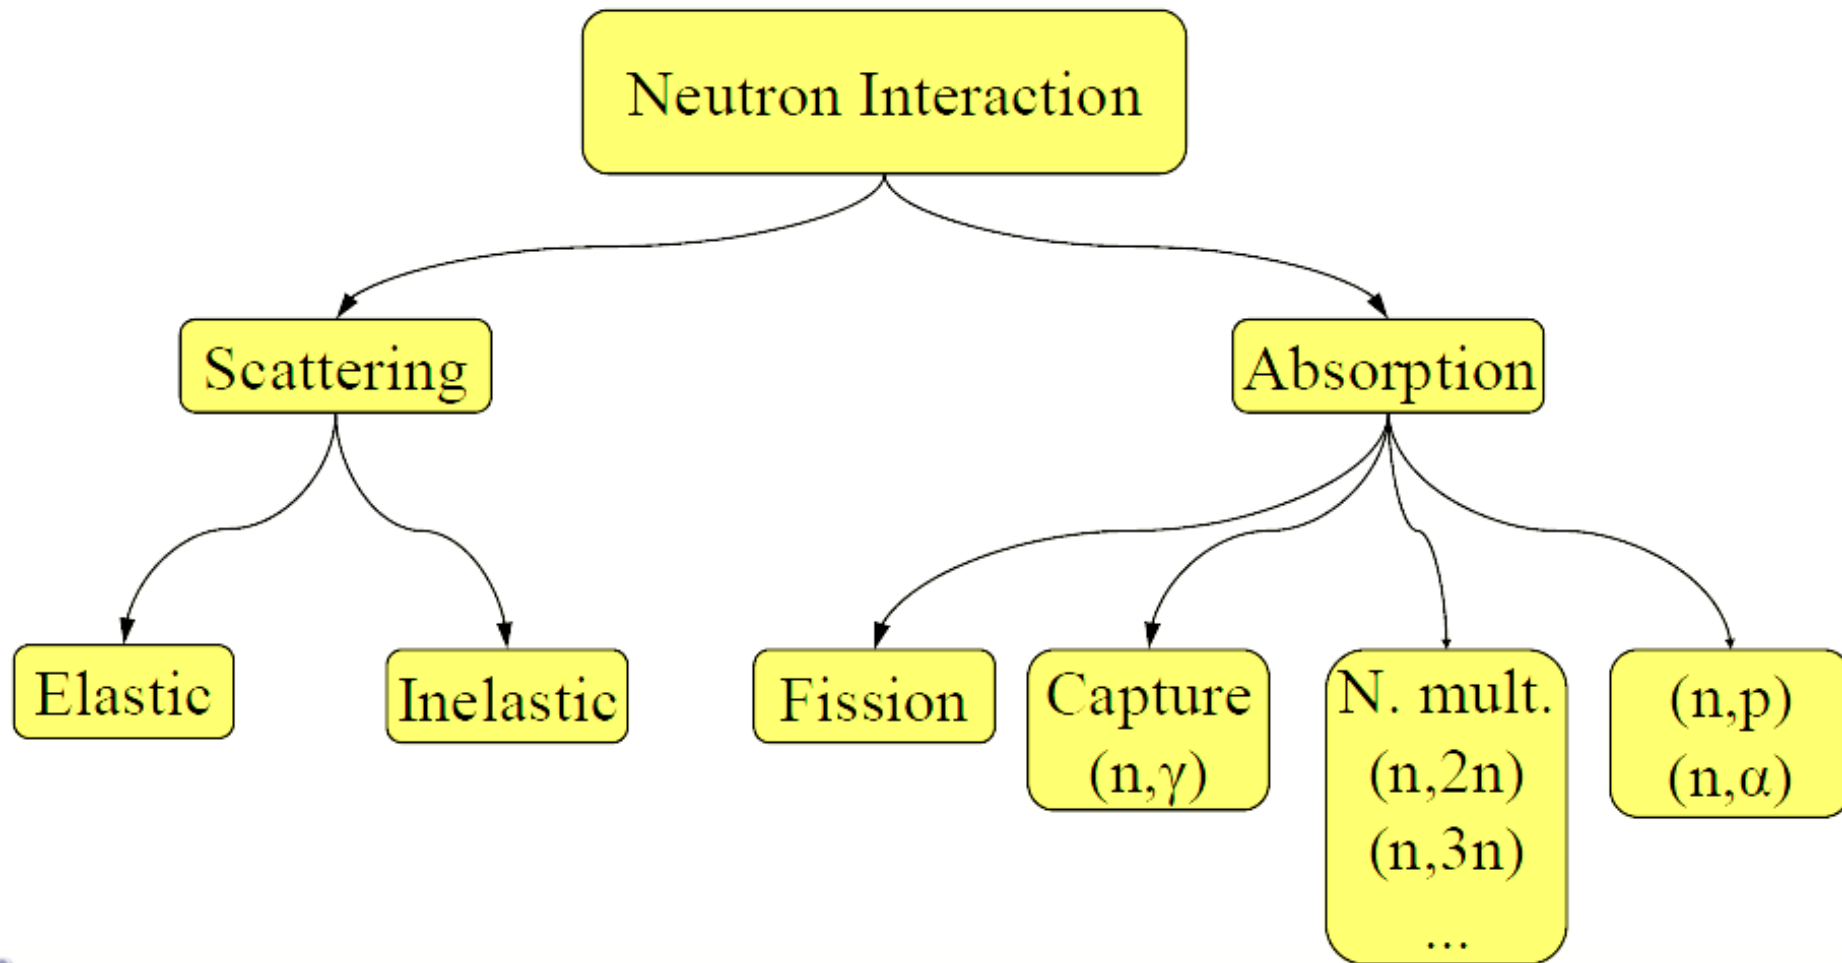 Neutron Interaction
Scattering
Absorption
Elastic
Inelastic
Fission
Capture
(n,γ)
N. mult.
(n,2n)
(n,3n)
...
(n,p)
(n,α)